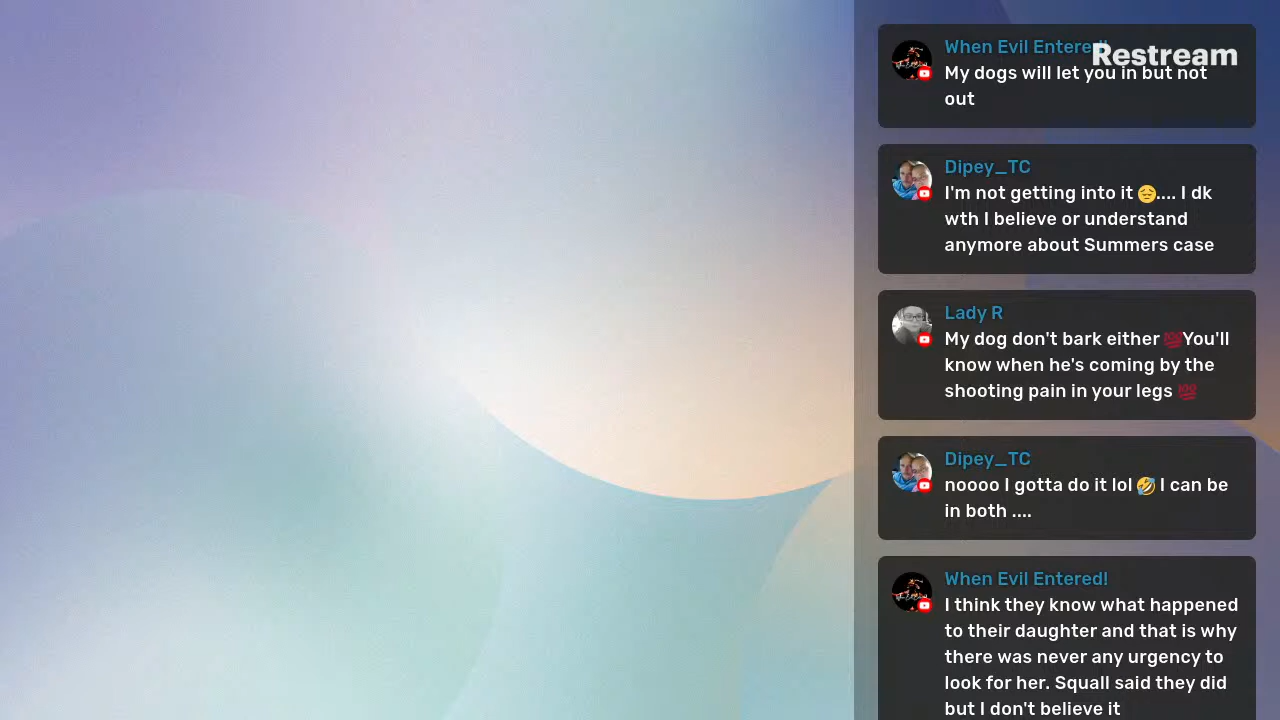 When Evil Entered!
Restream
My dogs will let you in but not
out
Dipey_TC
I'm not getting into it 😔.... I dk
wth I believe or understand
anymore about Summers case
Lady R
My dog don't bark either 💯You'll
know when he's coming by the
shooting pain in your legs 💯
Dipey_TC
noooo I gotta do it lol 🤣 I can be
in both ....
When Evil Entered!
I think they know what happened
to their daughter and that is why
there was never any urgency to
look for her. Squall said they did
but I don't believe it